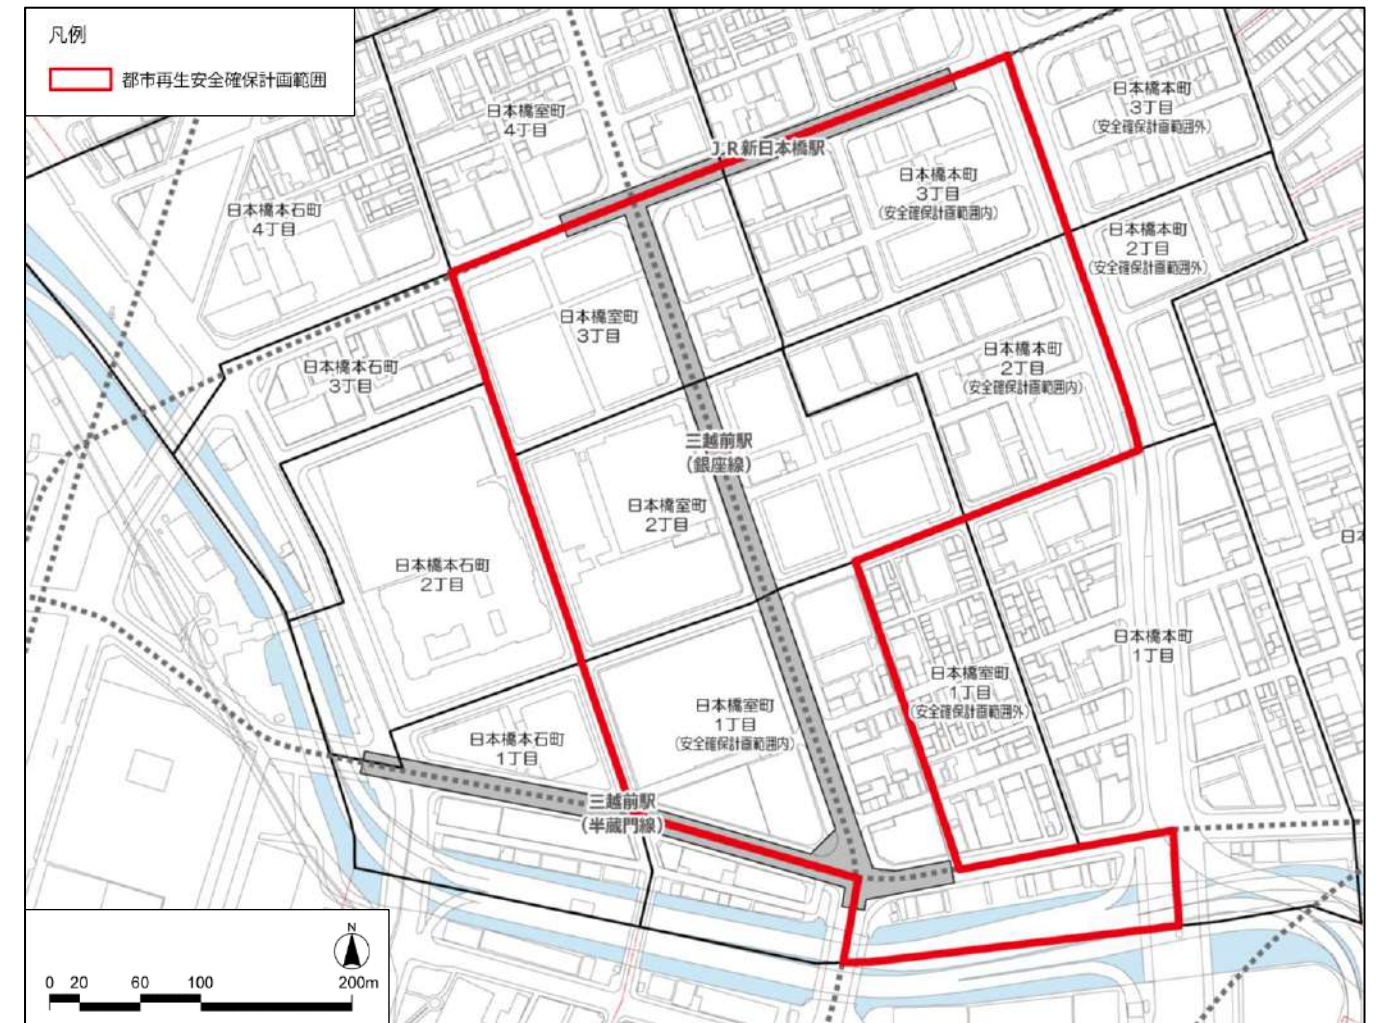 凡例
都市再生安全確保計画範囲
日本橋室町
4丁目
日本橋本町
3丁目
(安全確保計画範囲外)
JR新日本橋駅
日本橋本町
3丁目
(安全確保計画範囲内)
日本橋本石町
4丁目
日本橋本町
2丁目
(安全確保計画範囲外)
日本橋室町
3丁目
日本橋本石町
3丁目
日本橋本町
2丁目
(安全確保計画範囲内)
三越前駅
(銀座線)
日本橋室町
2丁目
日本橋本石町
2丁目
日本橋本町
1丁目
日本橋室町
1丁目
(安全確保計画範囲外)
日本橋室町
1丁目
(安全確保計画範囲内)
日本橋本石町
1丁目
三越前駅
(半蔵門線)
N
0 20 60 100 200m